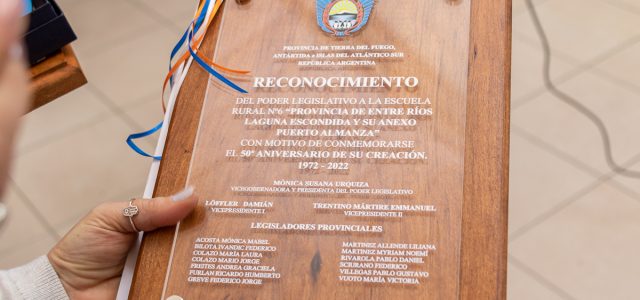 PROVINCIA DE TIERRA DEL FUEGO,
ANTÁRTIDA e ISLAS DEL ATLÁNTICO SUR
REPÚBLICA ARGENTINA
RECONOCIMIENTO
DEL PODER LEGISLATIVO A LA ESCUELA
RURAL Nº6 “PROVINCIA DE ENTRE RÍOS
LAGUNA ESCONDIDA Y SU ANEXO
PUERTO ALMANZA”
CON MOTIVO DE CONMEMORARSE
EL 50º ANIVERSARIO DE SU CREACIÓN.
1972 - 2022
MÓNICA SUSANA URQUIZA
VICEGOBERNADORA Y PRESIDENTA DEL PODER LEGISLATIVO
LÖFFLER DAMIÁN
VICEPRESIDENTE I
TRENTINO MÁRTIRE EMMANUEL
VICEPRESIDENTE II
LEGISLADORES PROVINCIALES
ACOSTA MÓNICA MABEL
BILOTA IVANDIC FEDERICO
COLAZO MARÍA LAURA
COLAZO MARIO JORGE
FREITES ANDREA GRACIELA
FURLAN RICARDO HUMBERTO
GREVE FEDERICO JORGE
MARTINEZ ALLENDE LILIANA
MARTINEZ MYRIAM NOEMÍ
RIVAROLA PABLO DANIEL
SCIURANO FEDERICO
VILLEGAS PABLO GUSTAVO
VUOTO MARÍA VICTORIA